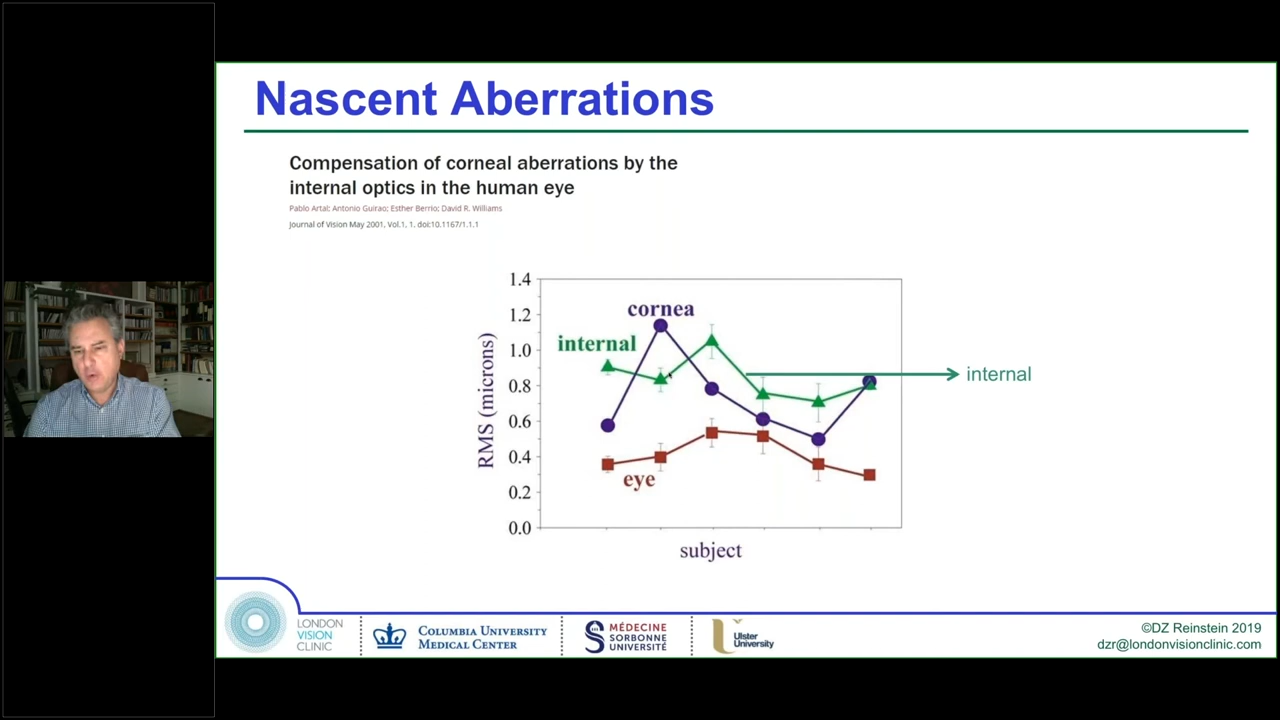 Nascent Aberrations
Compensation of corneal aberrations by the
internal optics in the human eye
Pablo Artal; Antonio Guirao; Esther Berrio; David R. Williams
Journal of Vision May 2001, Vol.1, 1. doi:10.1167/1.1.1
1.4
1.2
1.0
0.8
0.6
0.4
0.2
0.0
RMS (microns)
cornea
internal
eye
subject
internal
LONDON
VISION
CLINIC
COLUMBIA UNIVERSITY
MEDICAL CENTER
MÉDECINE
SORBONNE
UNIVERSITÉ
Ulster
University
©DZ Reinstein 2019
dzr@londonvisionclinic.com